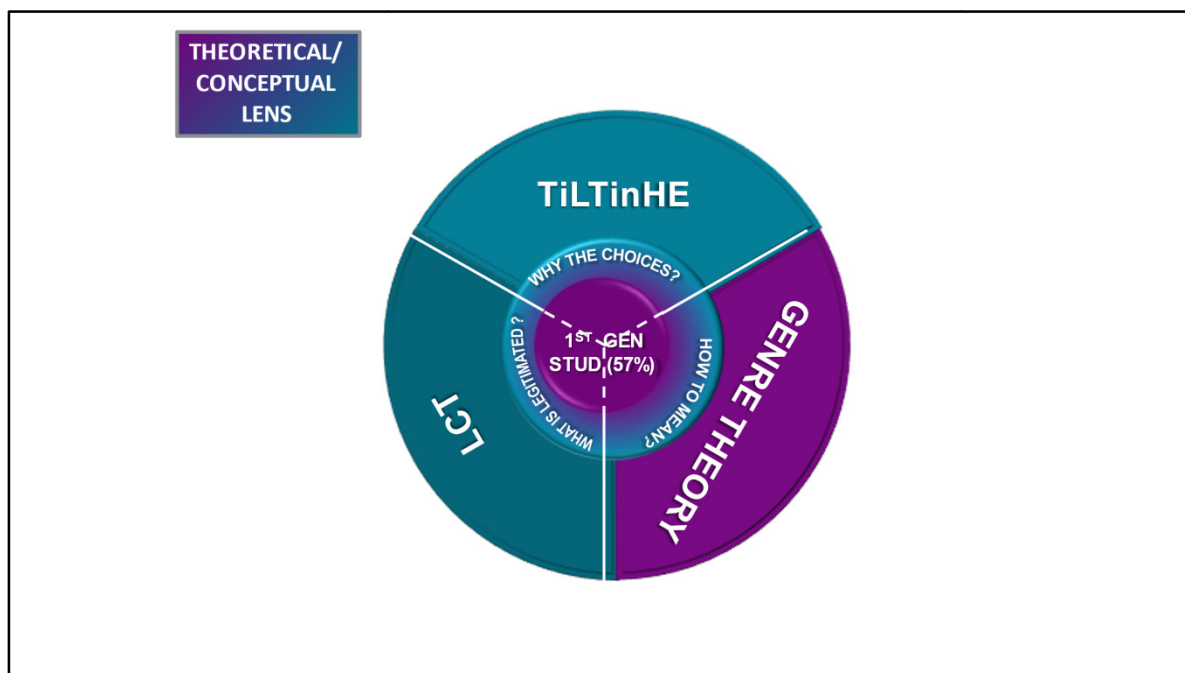 THEORETICAL/
CONCEPTUAL
LENS
TiLTinHE
WHY THE CHOICES?
WHAT IS LEGITIMATED ?
HOW TO MEAN?
1ST GEN
STUD (57%)
LCT
GENRE THEORY